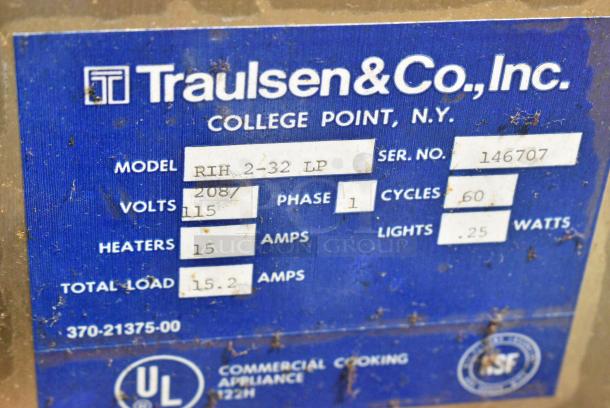 Traulsen & Co., Inc.
COLLEGE POINT, N.Y.
MODEL RIH 2-32 LP SER. NO. 146707
VOLTS 208/115 PHASE 1 CYCLES 60
HEATERS 15 AMPS LIGHTS .25 WATTS
TOTAL LOAD 15.2 AMPS
370-21375-00
UL COMMERCIAL COOKING
APPLIANCE
122H
NSF